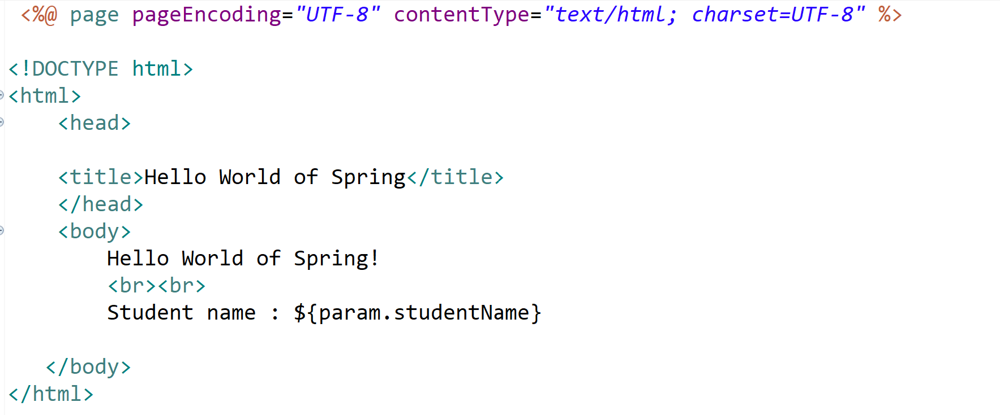 <%@ page pageEncoding="UTF-8" contentType="text/html; charset=UTF-8" %>
<!DOCTYPE html>
<html>
<head>
<title>Hello World of Spring</title>
</head>
<body>
Hello World of Spring!
<br><br>
Student name : ${param.studentName}
</body>
</html>